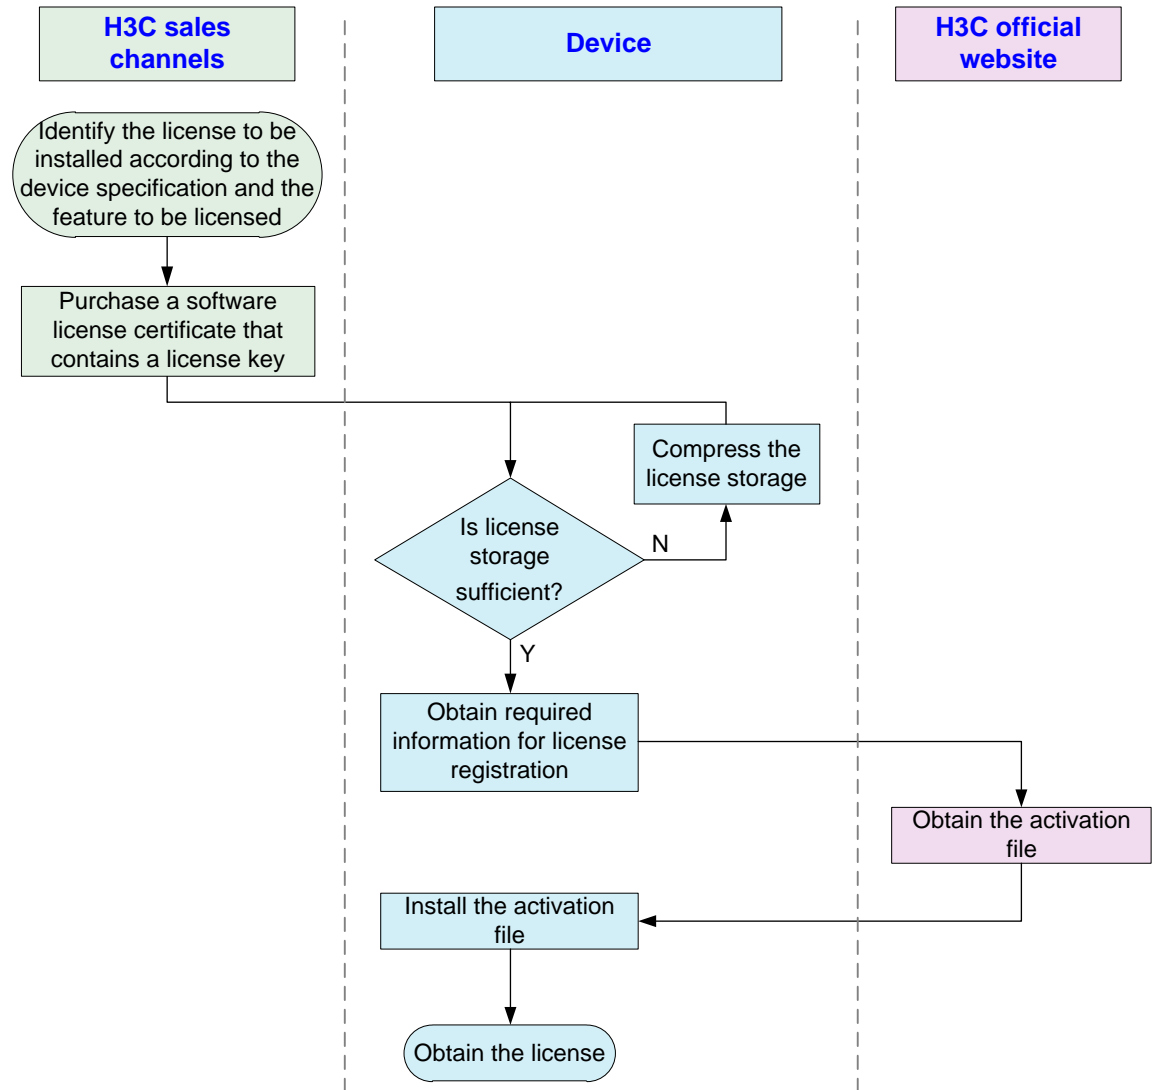 H3C sales
channels
Device
H3C official
website
Identify the license to be
installed according to the
device specification and the
feature to be licensed
Purchase a software
license certificate that
contains a license key
Compress the
license storage
Is license
storage
sufficient?
N
Y
Obtain required
information for license
registration
Obtain the activation
file
Install the activation
file
Obtain the license